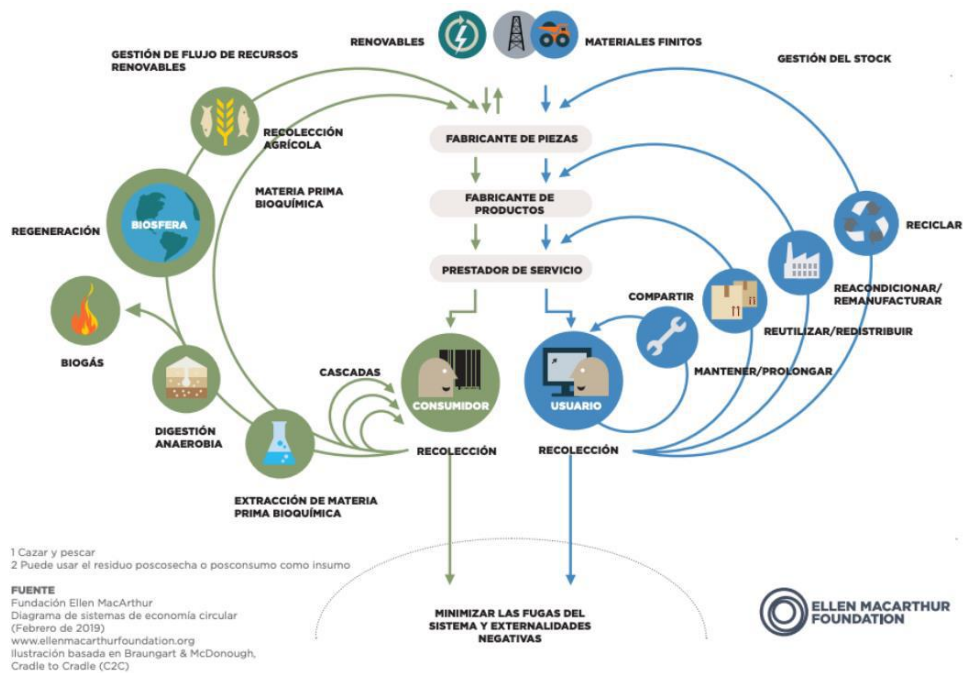 RENOVABLES
MATERIALES FINITOS
GESTIÓN DE FLUJO DE RECURSOS
RENOVABLES
GESTIÓN DEL STOCK
RECOLECCIÓN
AGRÍCOLA
FABRICANTE DE PIEZAS
MATERIA PRIMA
BIOQUÍMICA
FABRICANTE DE
PRODUCTOS
REGENERACIÓN
BIOSFERA
RECICLAR
PRESTADOR DE SERVICIO
REACONDICIONAR/
REMANUFACTURAR
COMPARTIR
REUTILIZAR/REDISTRIBUIR
BIOGÁS
MANTENER/PROLONGAR
CASCADAS
CONSUMIDOR
USUARIO
DIGESTIÓN
ANAEROBIA
RECOLECCIÓN
RECOLECCIÓN
EXTRACCIÓN DE MATERIA
PRIMA BIOQUÍMICA
1 Cazar y pescar
2 Puede usar el residuo poscosecha o posconsumo como insumo
FUENTE
Fundación Ellen MacArthur
Diagrama de sistemas de economía circular
(Febrero de 2019)
www.ellenmacarthurfoundation.org
Ilustración basada en Braungart & McDonough,
Cradle to Cradle (C2C)
MINIMIZAR LAS FUGAS DEL
SISTEMA Y EXTERNALIDADES
NEGATIVAS
ELLEN MACARTHUR
FOUNDATION